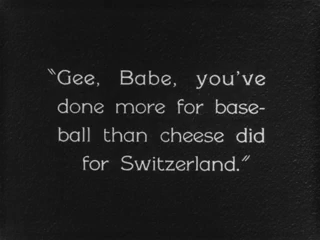 "Gee, Babe, you've
done more for base-
ball than cheese did
for Switzerland."